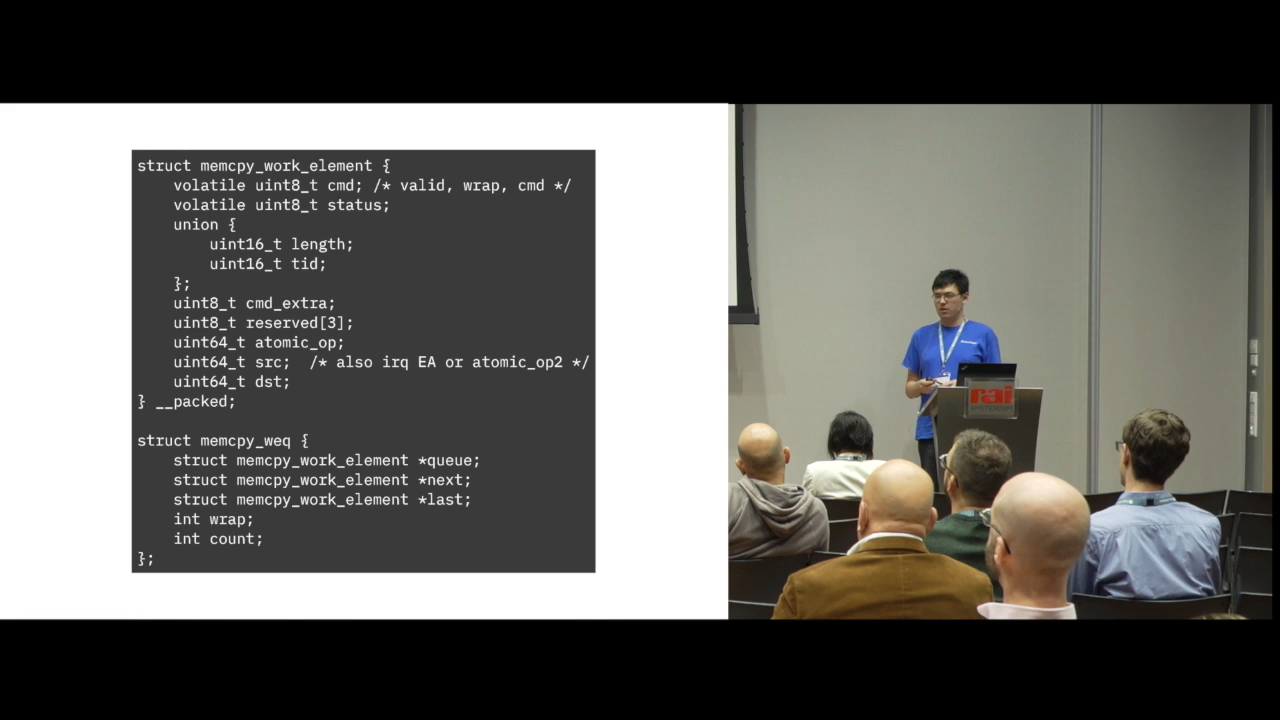 struct memcpy_work_element {
    volatile uint8_t cmd; /* valid, wrap, cmd */
    volatile uint8_t status;
    union {
        uint16_t length;
        uint16_t tid;
    };
    uint8_t cmd_extra;
    uint8_t reserved[3];
    uint64_t atomic_op;
    uint64_t src;  /* also irq EA or atomic_op2 */
    uint64_t dst;
} __packed;

struct memcpy_weq {
    struct memcpy_work_element *queue;
    struct memcpy_work_element *next;
    struct memcpy_work_element *last;
    int wrap;
    int count;
};
rai
AMSTERDAM